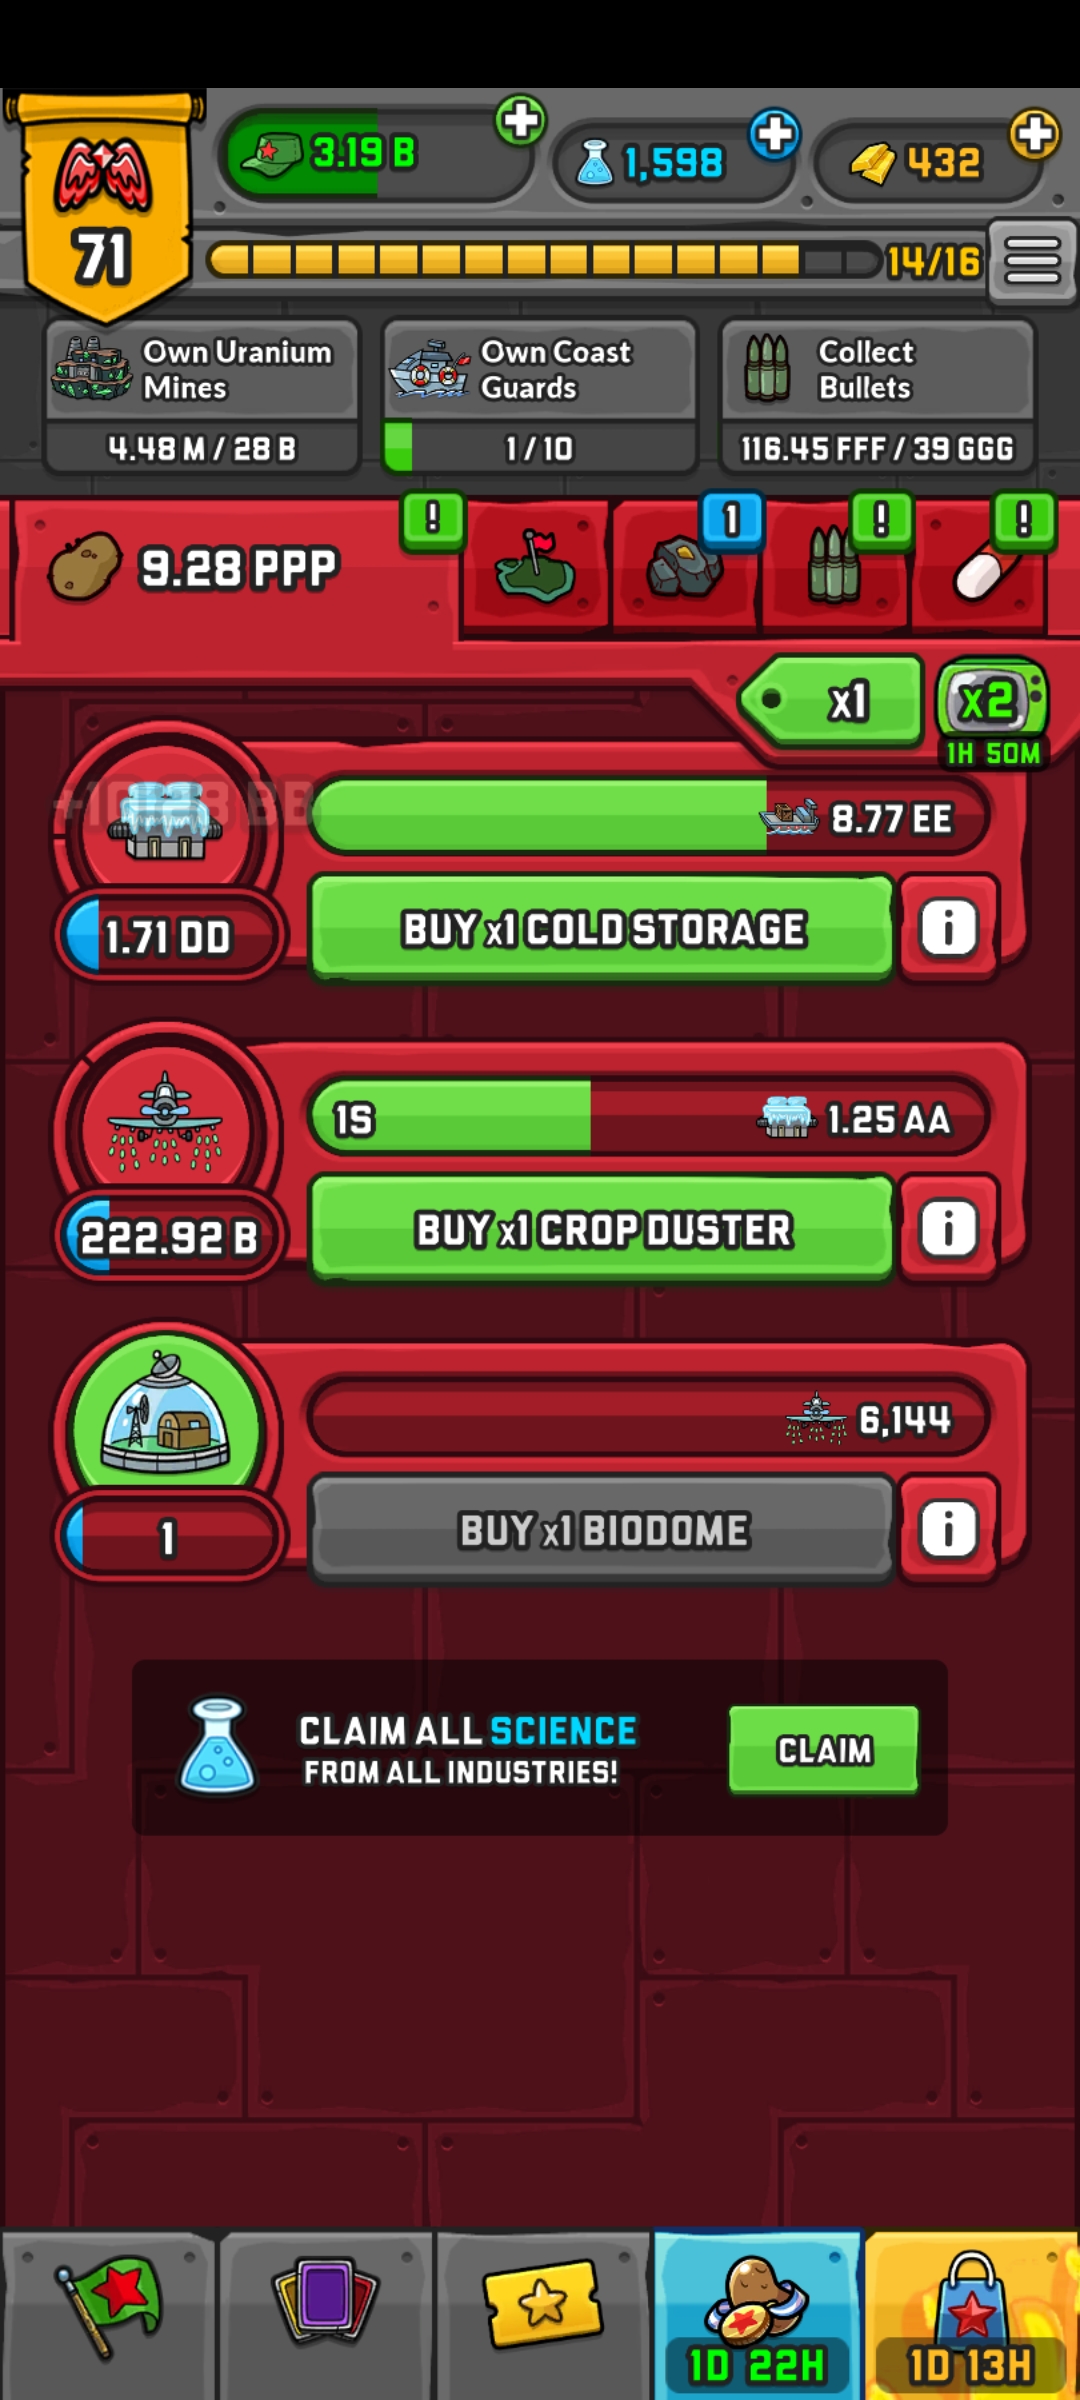 3.19 B
1,598
432
71
14/16
Own Uranium
Mines
4.48 M / 28 B
Own Coast
Guards
1 / 10
Collect
Bullets
116.45 FFF / 39 GGG
!
1
!
!
9.28 PPP
x1
x2
1H 50M
8.77 EE
1.71 DD
BUY x1 COLD STORAGE
i
1S
1.25 AA
222.92 B
BUY x1 CROP DUSTER
i
6,144
1
BUY x1 BIODOME
i
CLAIM ALL SCIENCE
FROM ALL INDUSTRIES!
CLAIM
1D 22H
1D 13H